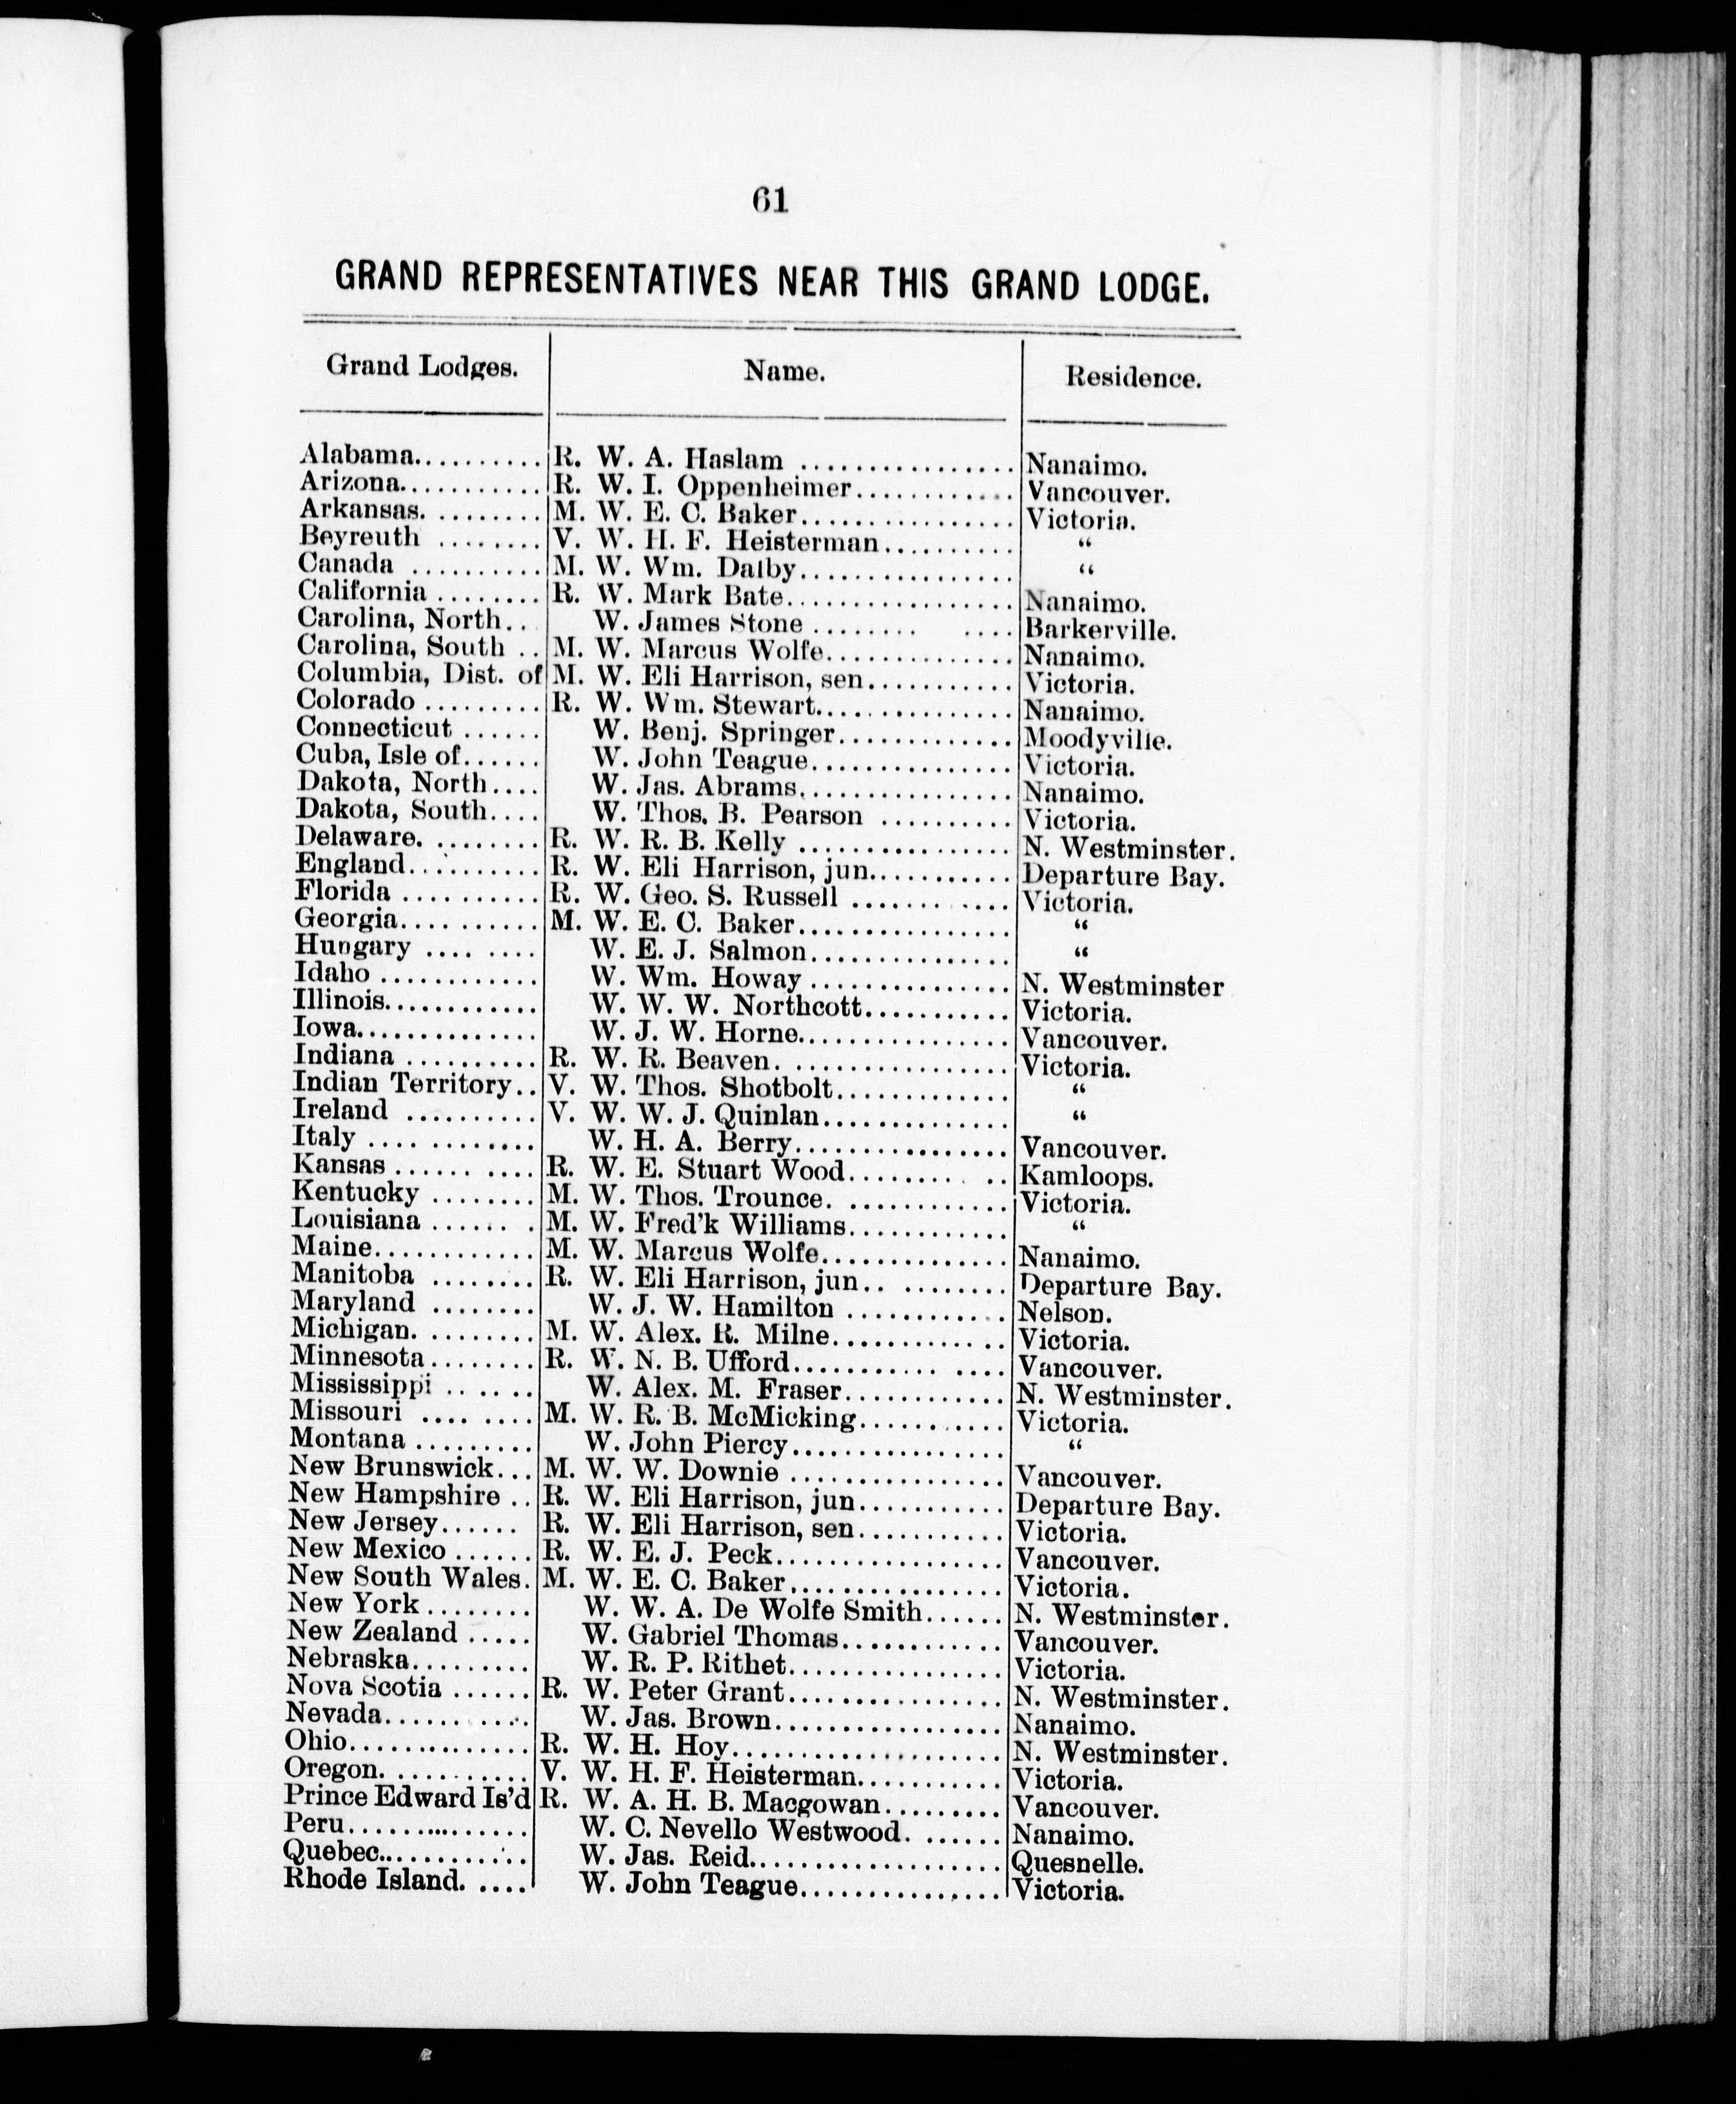 61
GRAND REPRESENTATIVES NEAR THIS GRAND LODGE.
Grand Lodges. Name. Residence.
Alabama.......... R. W. A. Haslam ................ Nanaimo.
Arizona........... R. W. I. Oppenheimer............ Vancouver.
Arkansas. ........ M. W. E. C. Baker................ Victoria.
Beyreuth ........ V. W. H. F. Heisterman.......... “
Canada .......... M. W. Wm. Dalby................ “
California ........ R. W. Mark Bate.................. Nanaimo.
Carolina, North.. W. James Stone ........ .... Barkerville.
Carolina, South .. M. W. Marcus Wolfe.............. Nanaimo.
Columbia, Dist. of M. W. Eli Harrison, sen........... Victoria.
Colorado ......... R. W. Wm. Stewart............... Nanaimo.
Connecticut ...... W. Benj. Springer............. Moodyville.
Cuba, Isle of...... W. John Teague............... Victoria.
Dakota, North.... W. Jas. Abrams................ Nanaimo.
Dakota, South.... W. Thos. B. Pearson .......... Victoria.
Delaware. ........ R. W. R. B. Kelly ................ N. Westminster.
England.......... R. W. Eli Harrison, jun........... Departure Bay.
Florida .......... R. W. Geo. S. Russell ....... .... Victoria.
Georgia........... M. W. E. C. Baker................ “
Hungary .... .... W. E. J. Salmon............... “
Idaho ............ W. Wm. Howay ............... N. Westminster
Illinois............ W. W. W. Northcott........... Victoria.
Iowa.............. W. J. W. Horne................ Vancouver.
Indiana .......... R. W. R. Beaven. ................ Victoria.
Indian Territory.. V. W. Thos. Shotbolt............. “
Ireland .......... V. W. W. J. Quinlan.............. “
Italy .... ........ W. H. A. Berry................ Vancouver.
Kansas ...... .... R. W. E. Stuart Wood......... .. Kamloops.
Kentucky ........ M. W. Thos. Trounce. ............ Victoria.
Louisiana ...... . M. W. Fred’k Williams............ “
Maine............ M. W. Marcus Wolfe.............. Nanaimo.
Manitoba ........ R. W. Eli Harrison, jun.. ........ Departure Bay.
Maryland ........ W. J. W. Hamilton ............ Nelson.
Michigan. ........ M. W. Alex. R. Milne............. Victoria.
Minnesota........ R. W. N. B. Ufford........... .... Vancouver.
Mississippi ...... W. Alex. M. Fraser............ N. Westminster.
Missouri .... .... M. W. R. B. McMicking........... Victoria.
Montana ......... W. John Piercy................ “
New Brunswick... M. W. W. Downie ................ Vancouver.
New Hampshire .. R. W. Eli Harrison, jun........... Departure Bay.
New Jersey...... R. W. Eli Harrison, sen........... Victoria.
New Mexico ...... R. W. E. J. Peck.................. Vancouver.
New South Wales. M. W. E. C. Baker................ Victoria.
New York ........ W. W. A. De Wolfe Smith...... N. Westminster.
New Zealand ..... W. Gabriel Thomas............ Vancouver.
Nebraska......... W. R. P. Rithet................ Victoria.
Nova Scotia ...... R. W. Peter Grant................ N. Westminster.
Nevada........... W. Jas. Brown................. Nanaimo.
Ohio.............. R. W. H. Hoy.................... N. Westminster.
Oregon. .......... V. W. H. F. Heisterman........... Victoria.
Prince Edward Is’d R. W. A. H. B. Macgowan......... Vancouver.
Peru.............. W. C. Nevello Westwood. ...... Nanaimo.
Quebec........... W. Jas. Reid.................. Quesnelle.
Rhode Island. .... W. John Teague............... Victoria.